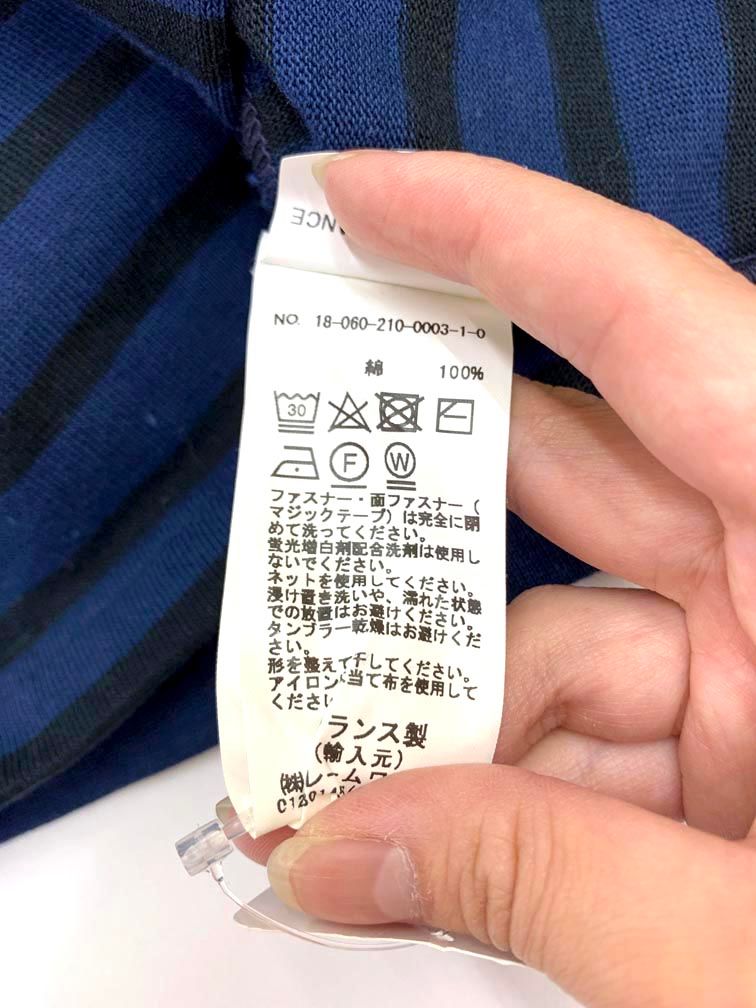 ANCE
NO. 18-060-210-0003-1-0
綿 100%
30
F W
ファスナー・面ファスナー(
マジックテープ)は完全に閉
めて洗ってください。
蛍光増白剤配合洗剤は使用し
ないでください。
ネットを使用してください。
浸け置き洗いや、濡れた状態
での放置はお避けください。
タンブラー乾燥はお避けくだ
さい。
形を整えて干してください。
アイロンは当て布を使用して
ください
ランス製
(輸入元)
㈱レームワ